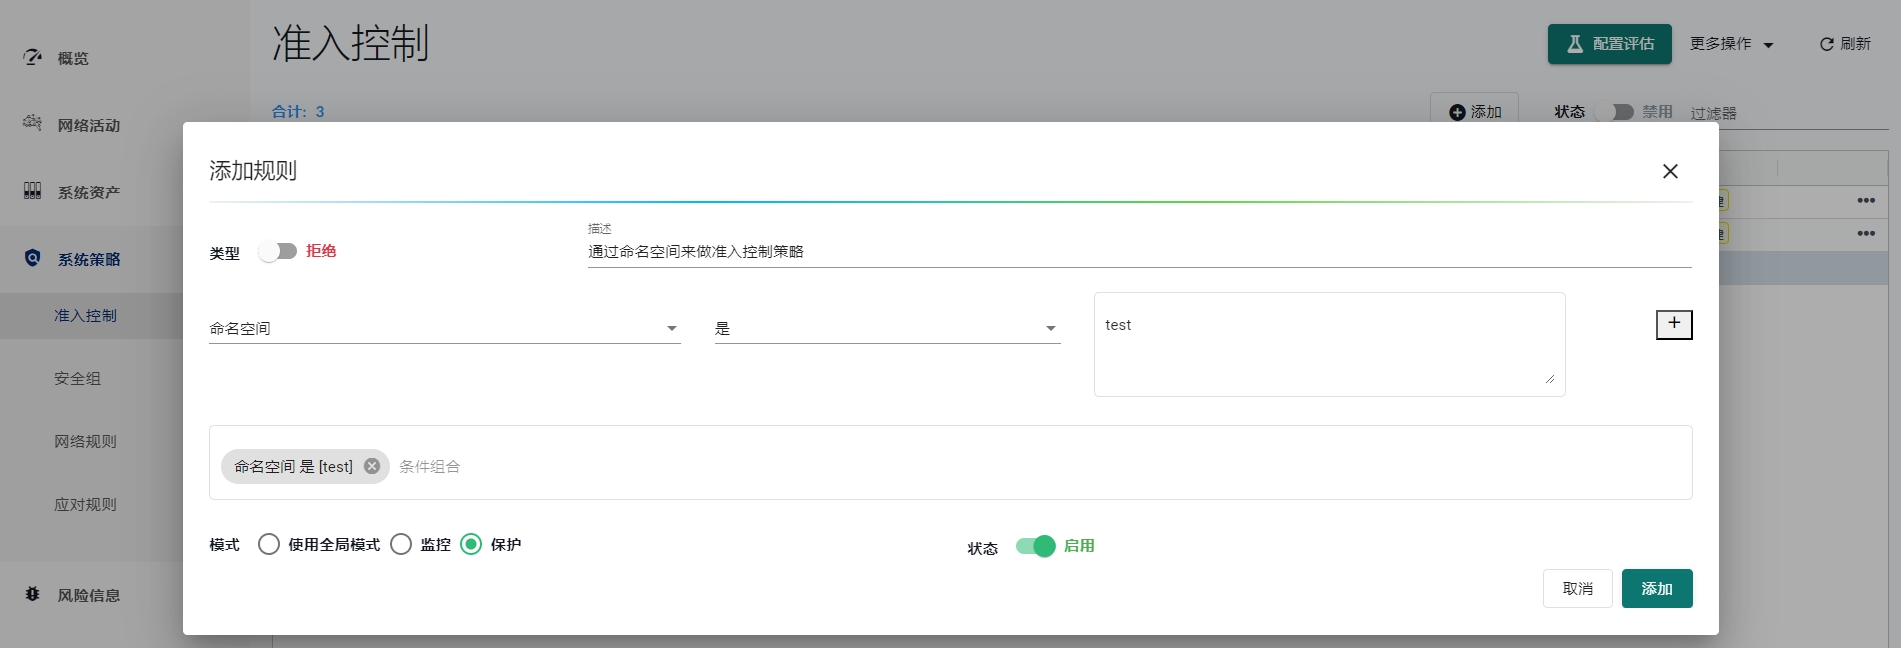 概览
网络活动
系统资产
系统策略
准入控制
安全组
网络规则
应对规则
风险信息
准入控制
配置评估
更多操作
刷新
合计: 3
添加
状态
禁用
过滤器
添加规则
类型
拒绝
描述
通过命名空间来做准入控制策略
命名空间
是
test
命名空间 是 [test]
条件组合
模式
使用全局模式
监控
保护
状态
启用
取消
添加